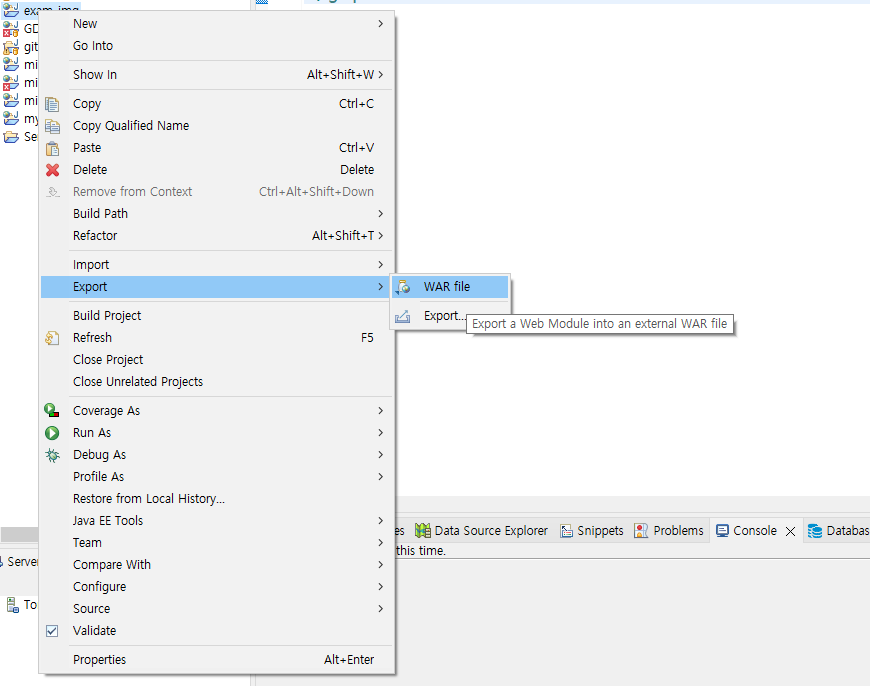 exam_img
GD
git
mi
mi
mi
my
Se
New
Go Into
Show In Alt+Shift+W
Copy Ctrl+C
Copy Qualified Name
Paste Ctrl+V
Delete Delete
Remove from Context Ctrl+Alt+Shift+Down
Build Path
Refactor Alt+Shift+T
Import
Export
WAR file
Export...
Export a Web Module into an external WAR file
Build Project
Refresh F5
Close Project
Close Unrelated Projects
Coverage As
Run As
Debug As
Profile As
Restore from Local History...
Java EE Tools
Team
Compare With
Configure
Source
Validate
Properties Alt+Enter
es Data Source Explorer Snippets Problems Console Databas
this time.
Server
To